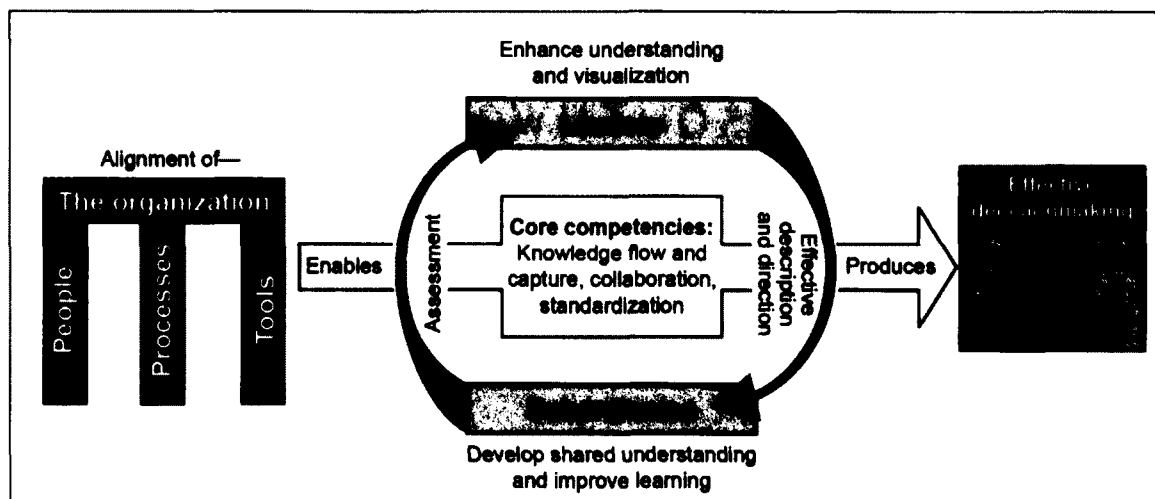 Enhance understanding
and visualization
Alignment of—
The organization
People
Processes
Tools
Enables
Assessment
Core competencies:
Knowledge flow and
capture, collaboration,
standardization
Effective
description
and direction
Produces
Effective
Develop shared understanding
and improve learning